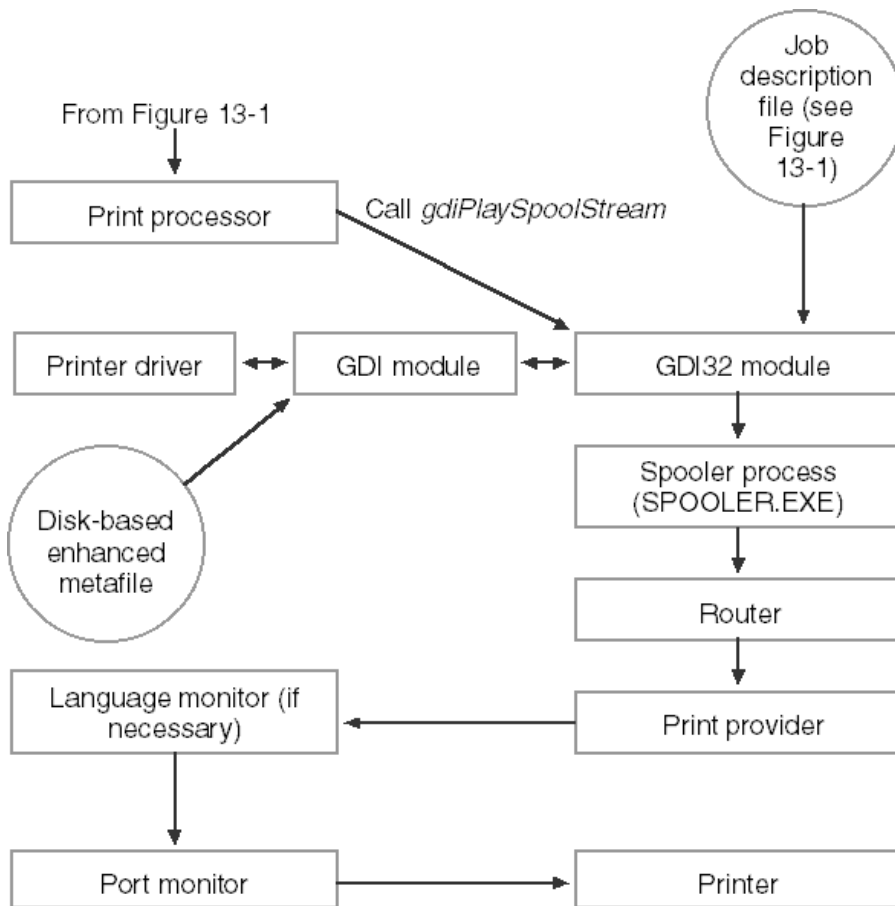 Job
description
file (see
Figure
13-1)
From Figure 13-1
Print processor
Call gdiPlaySpoolStream
Printer driver
GDI module
GDI32 module
Spooler process
(SPOOLER.EXE)
Disk-based
enhanced
metafile
Router
Language monitor (if
necessary)
Print provider
Port monitor
Printer